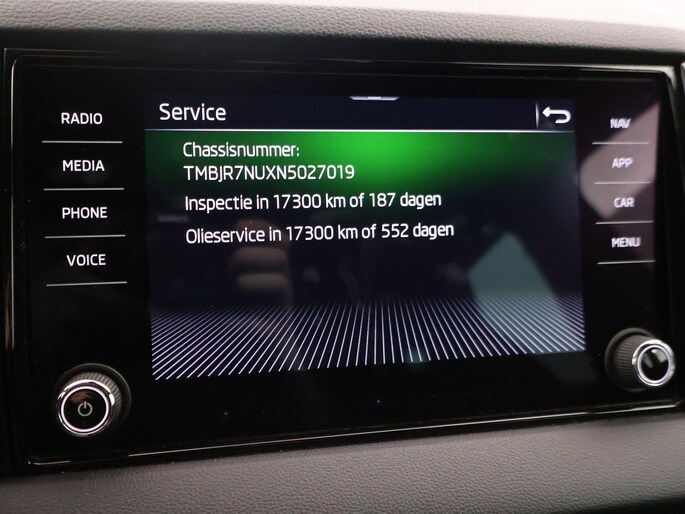 Service
RADIO
MEDIA
PHONE
VOICE
Chassisnummer:
TMBJR7NUXN5027019
Inspectie in 17300 km of 187 dagen
Olieservice in 17300 km of 552 dagen
NAV
APP
CAR
MENU